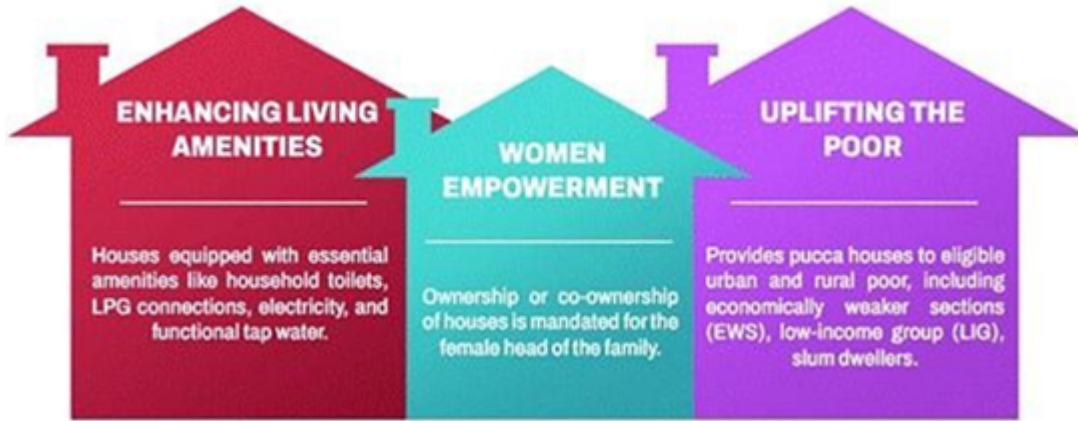 ENHANCING LIVING
AMENITIES
Houses equipped with essential
amenities like household toilets,
LPG connections, electricity, and
functional tap water.
WOMEN
EMPOWERMENT
Ownership or co-ownership
of houses is mandated for the
female head of the family.
UPLIFTING THE
POOR
Provides pucca houses to eligible
urban and rural poor, including
economically weaker sections
(EWS), low-income group (LIG),
slum dwellers.